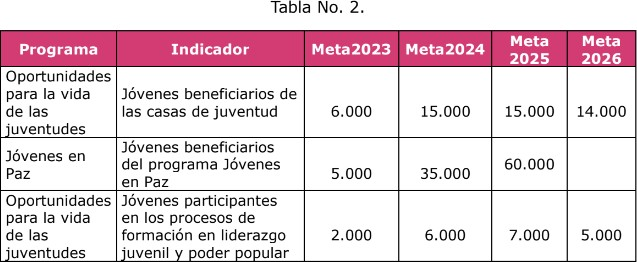 Tabla No. 2.
Programa Indicador Meta2023 Meta2024 Meta 2025 Meta 2026
Oportunidades para la vida de las juventudes Jóvenes beneficiarios de las casas de juventud 6.000 15.000 15.000 14.000
Jóvenes en Paz Jóvenes beneficiarios del programa Jóvenes en Paz 5.000 35.000 60.000
Oportunidades para la vida de las juventudes Jóvenes participantes en los procesos de formación en liderazgo juvenil y poder popular 2.000 6.000 7.000 5.000